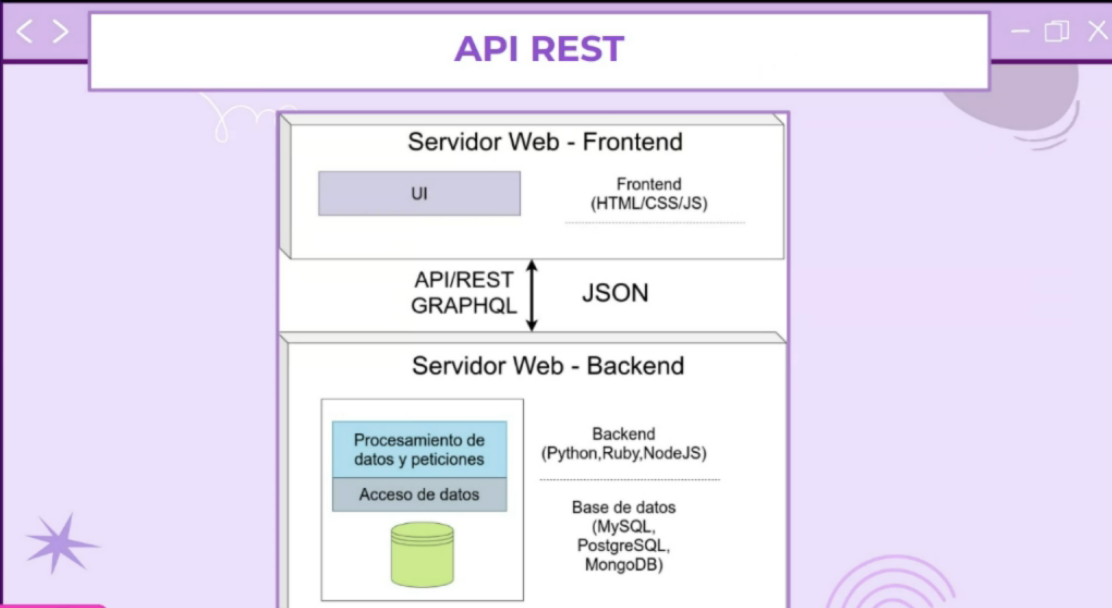 API REST
Servidor Web - Frontend
UI
Frontend
(HTML/CSS/JS)
API/REST
GRAPHQL
JSON
Servidor Web - Backend
Procesamiento de
datos y peticiones
Acceso de datos
Backend
(Python,Ruby,NodeJS)
Base de datos
(MySQL,
PostgreSQL,
MongoDB)